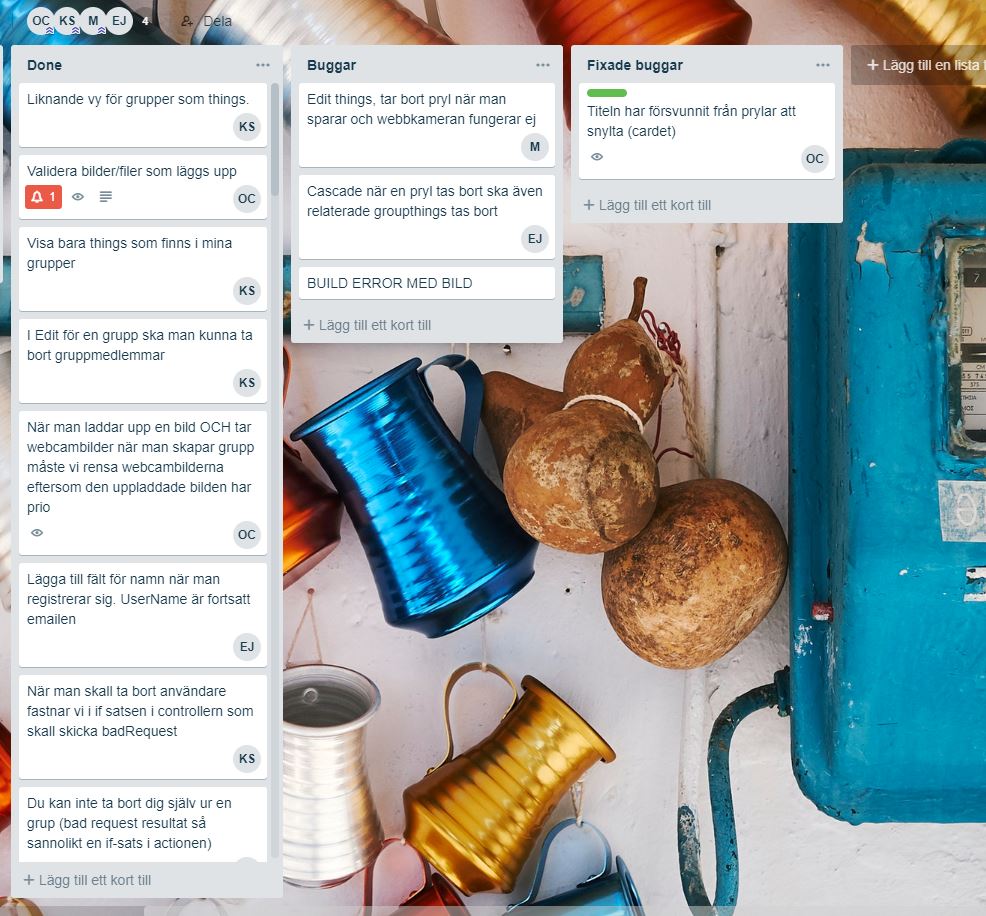 OC KS M EJ 4 Dela
Done
Liknande vy för grupper som things.
KS
Validera bilder/filer som läggs upp
1
OC
Visa bara things som finns i mina
grupper
KS
I Edit för en grupp ska man kunna ta
bort gruppmedlemmar
KS
När man laddar upp en bild OCH tar
webcambilder när man skapar grupp
måste vi rensa webcambilderna
eftersom den uppladdade bilden har
prio
OC
Lägga till fält för namn när man
registrerar sig. UserName är fortsatt
emailen
EJ
När man skall ta bort användare
fastnar vi i if satsen i controllern som
skall skicka badRequest
KS
Du kan inte ta bort dig själv ur en
grup (bad request resultat så
sannolikt en if-sats i actionen)
+ Lägg till ett kort till
Buggar
Edit things, tar bort pryl när man
sparar och webbkameran fungerar ej
M
Cascade när en pryl tas bort ska även
relaterade groupthings tas bort
EJ
BUILD ERROR MED BILD
+ Lägg till ett kort till
Fixade buggar
Titeln har försvunnit från prylar att
snylta (cardet)
OC
+ Lägg till ett kort till
+ Lägg till en lista
7